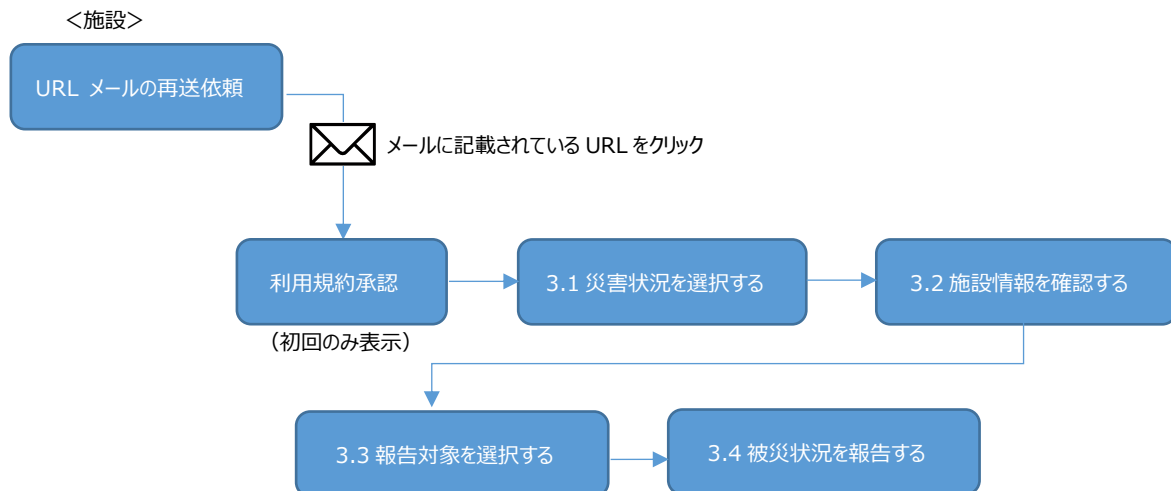 ＜施設＞
URL メールの再送依頼
メールに記載されている URL をクリック
利用規約承認
（初回のみ表示）
3.1 災害状況を選択する
3.2 施設情報を確認する
3.3 報告対象を選択する
3.4 被災状況を報告する